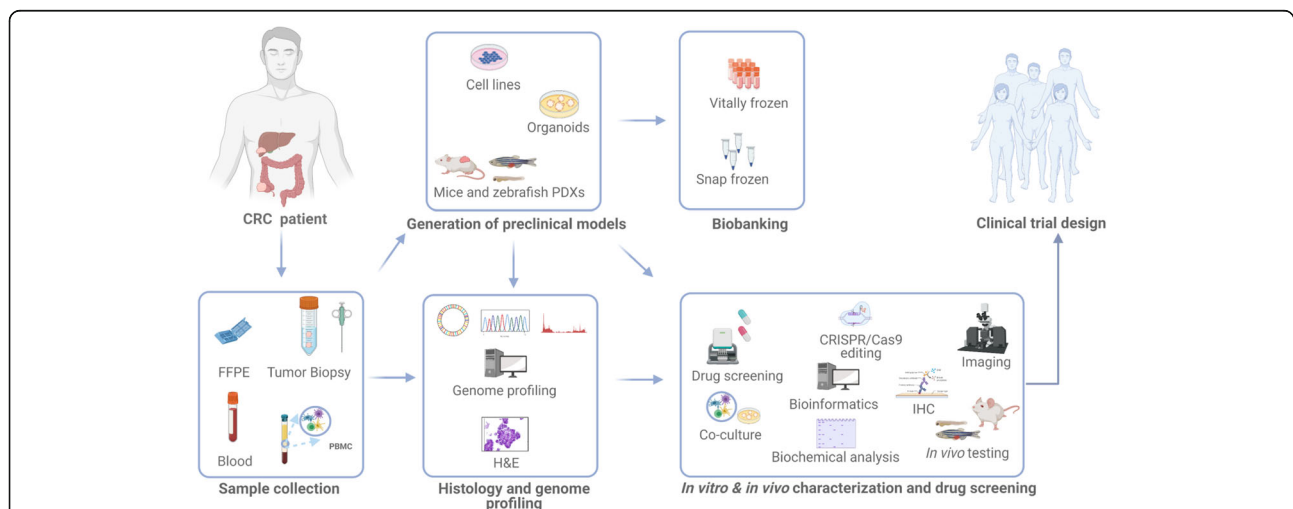 Cell lines
Organoids
Mice and zebrafish PDXs
Vitally frozen
Snap frozen
CRC patient
Generation of preclinical models
Biobanking
Clinical trial design
FFPE
Tumor Biopsy
Blood
PBMC
Sample collection
Genome profiling
H&E
Histology and genome
profiling
Drug screening
CRISPR/Cas9
editing
Imaging
Bioinformatics
IHC
Co-culture
Biochemical analysis
In vivo testing
In vitro & in vivo characterization and drug screening